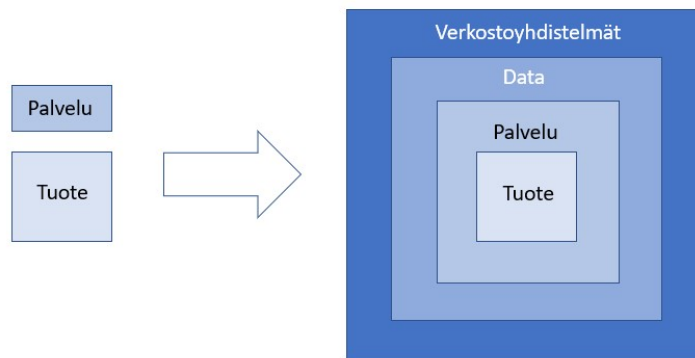 Palvelu
Tuote
Verkostoyhdistelmät
Data
Palvelu
Tuote